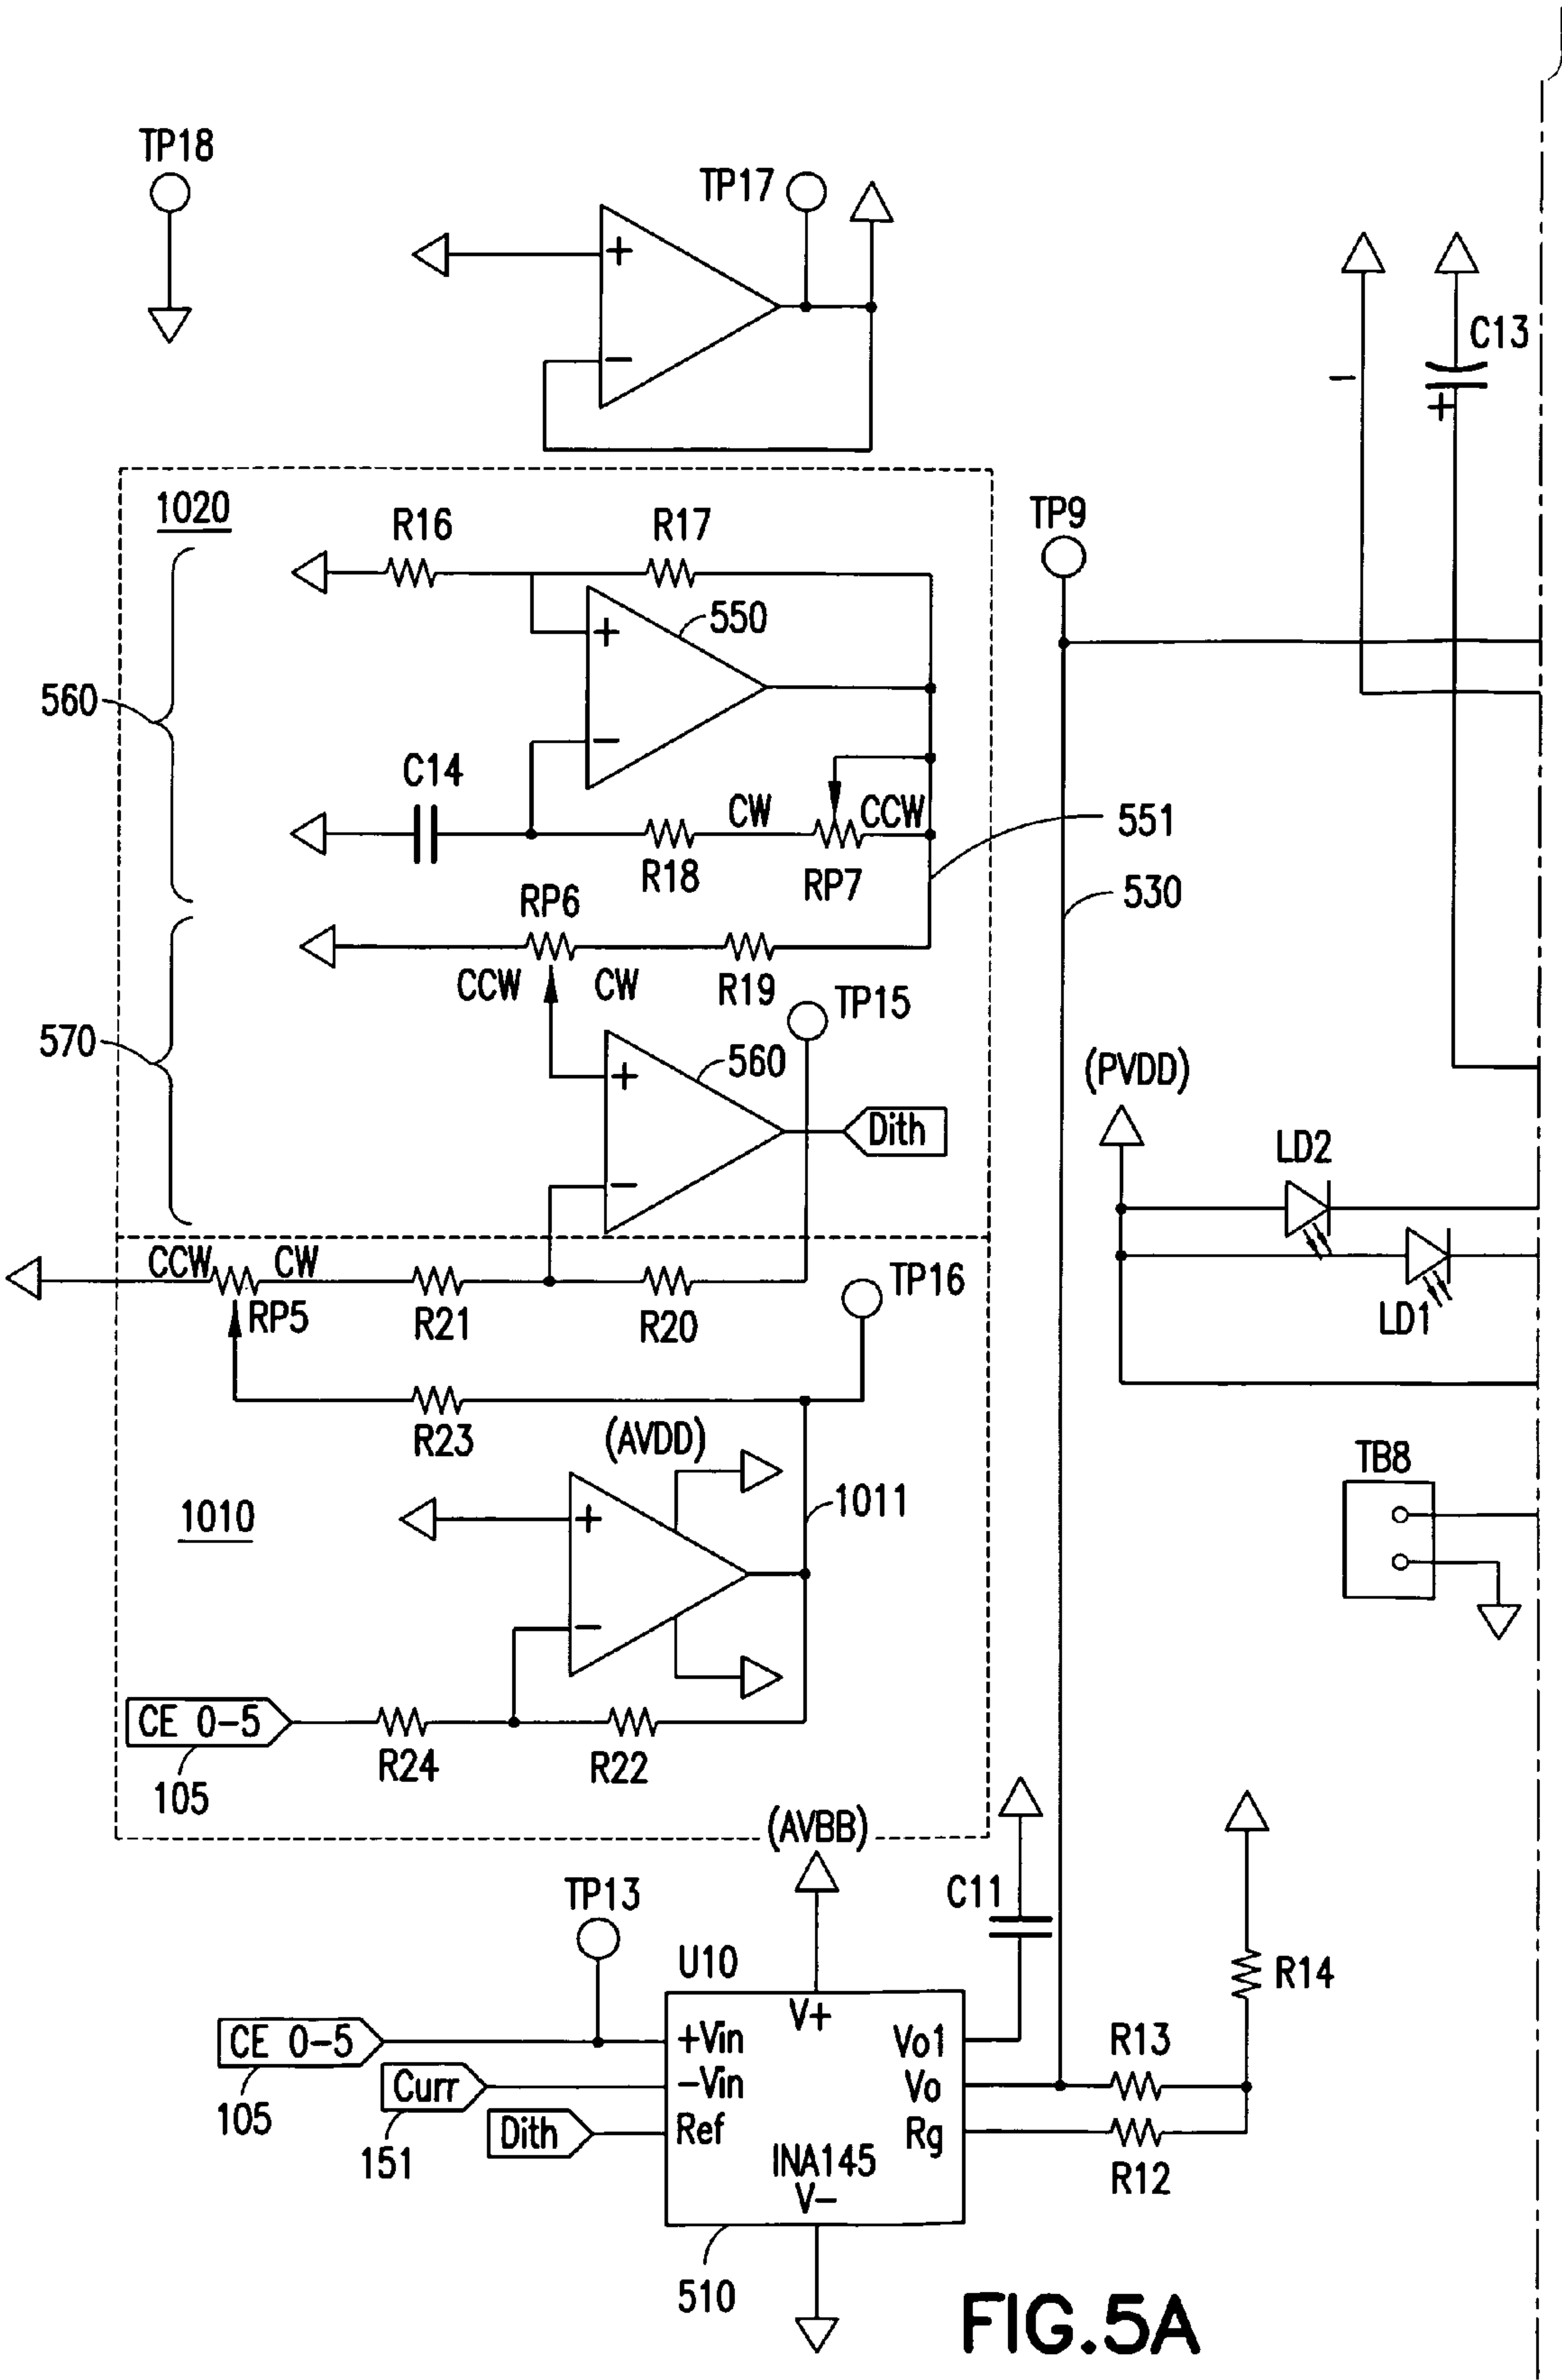 TP18
TP17
+
−
C13
−
+
1020
R16
R17
TP9
550
+
560
−
C14
CW
CCW
551
R18
RP7
530
RP6
CCW
CW
R19
TP15
570
560
(PVDD)
+
Dith
LD2
−
CCW
CW
TP16
RP5
R21
R20
LD1
R23
(AVDD)
TB8
1010
+
1011
−
CE 0-5
R24
R22
105
(AVBB)
TP13
C11
U10
R14
CE 0-5
+Vin
V+
Vo1
R13
Curr
-Vin
Vo
105
Dith
Ref
Rg
151
INA145
R12
V-
510
FIG.5A